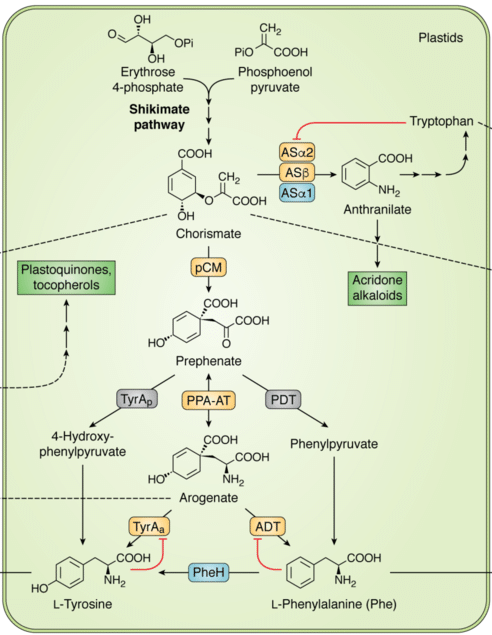 Plastids
OH
O
OPi
OH
Erythrose
4-phosphate
CH2
PiO
COOH
Phosphoenol
pyruvate
Shikimate
pathway
Tryptophan
COOH
CH2
O
COOH
OH
Chorismate
ASα2
ASβ
ASα1
COOH
NH2
Anthranilate
Acridone
alkaloids
Plastoquinones,
tocopherols
pCM
COOH
COOH
O
HO
Prephenate
TyrAp
PPA-AT
PDT
4-Hydroxy-
phenylpyruvate
Phenylpyruvate
COOH
COOH
NH2
HO
Arogenate
TyrAa
ADT
COOH
NH2
HO
L-Tyrosine
PheH
COOH
NH2
L-Phenylalanine (Phe)